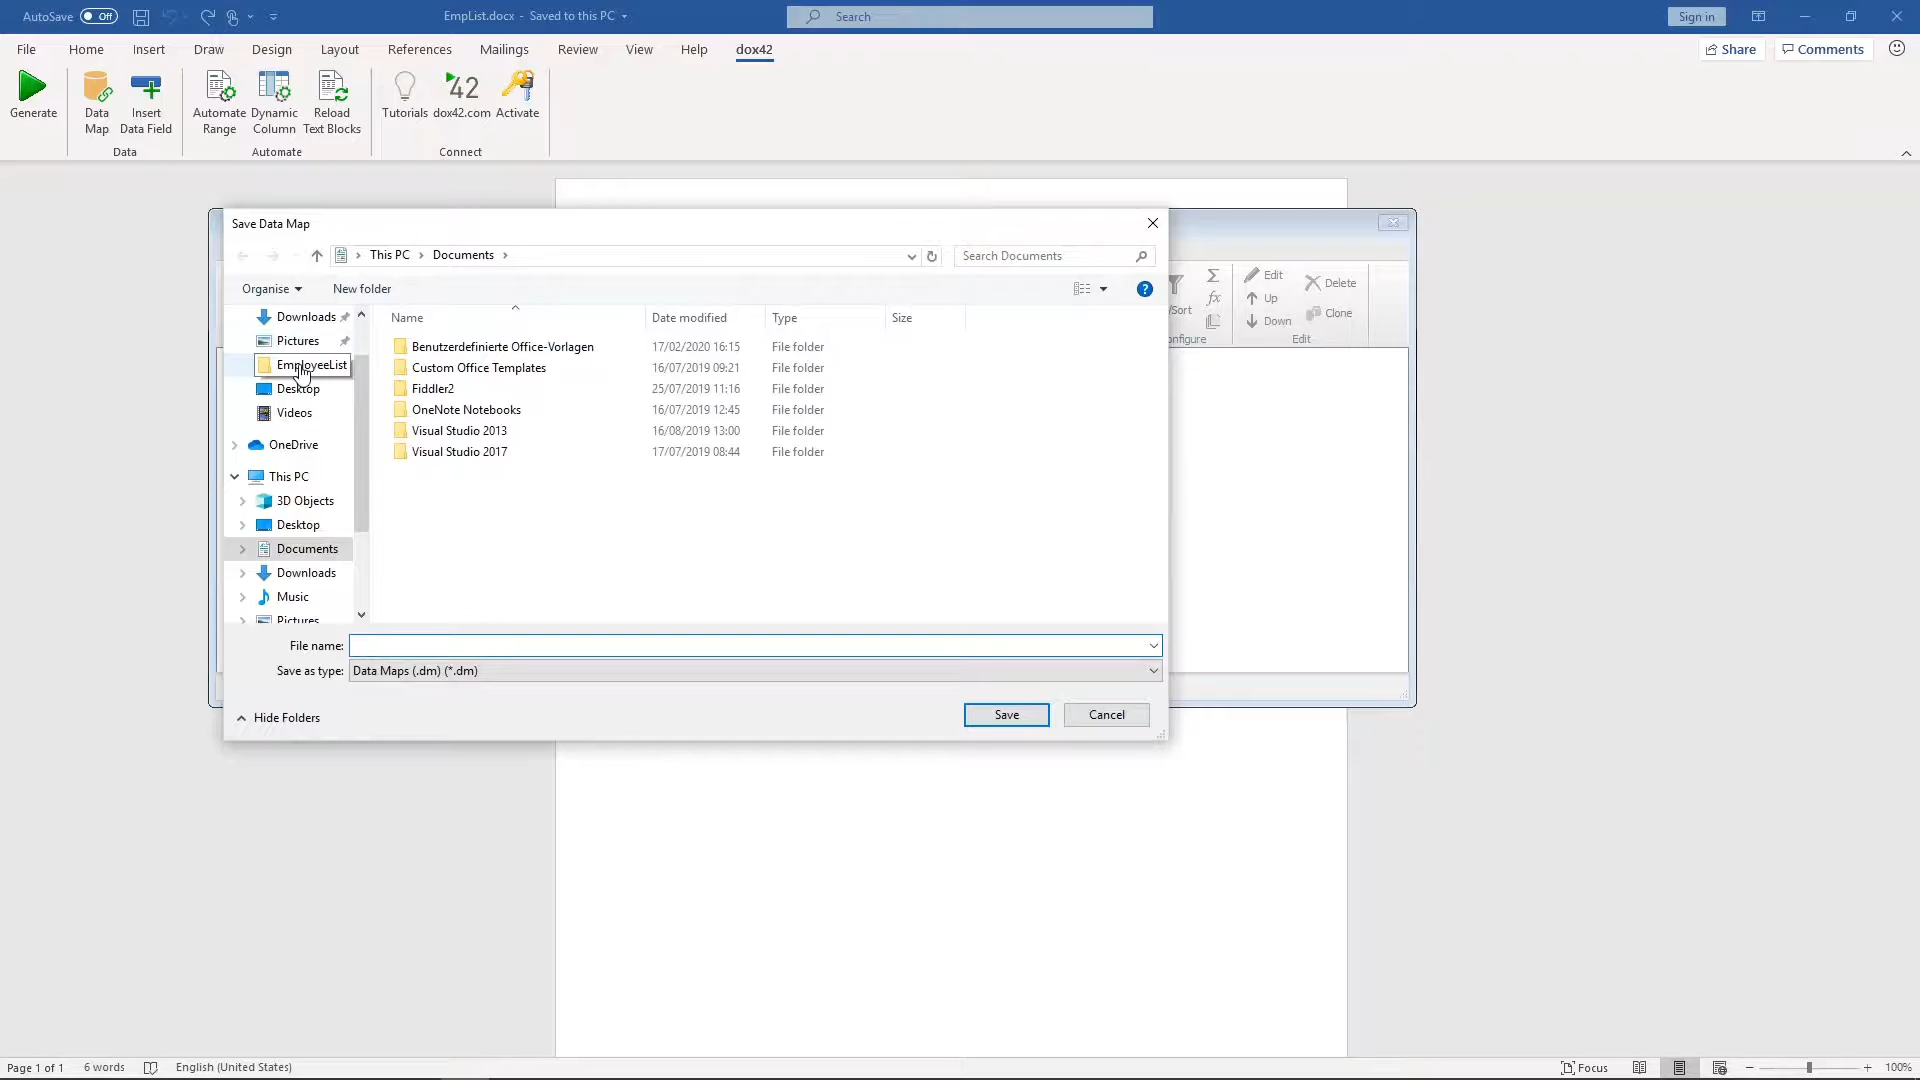 AutoSave Off
EmpList.docx - Saved to this PC
Search
Sign in
File Home Insert Draw Design Layout References Mailings Review View Help dox42
Share Comments
Generate
Data Map
Insert Data Field
Automate Range
Dynamic Column
Reload Text Blocks
Tutorials
42
dox42.com
Activate
Data
Automate
Connect
Save Data Map
This PC Documents
Search Documents
Organise New folder
Downloads
Pictures
EmployeeList
Desktop
Videos
OneDrive
This PC
3D Objects
Desktop
Documents
Downloads
Music
Pictures
Name Date modified Type Size
Benutzerdefinierte Office-Vorlagen 17/02/2020 16:15 File folder
Custom Office Templates 16/07/2019 09:21 File folder
Fiddler2 25/07/2019 11:16 File folder
OneNote Notebooks 16/07/2019 12:45 File folder
Visual Studio 2013 16/08/2019 13:00 File folder
Visual Studio 2017 17/07/2019 08:44 File folder
File name:
Save as type: Data Maps (.dm) (*.dm)
Hide Folders
Save Cancel
/Sort
Σ
fx
Edit
Up
Down
Delete
Clone
onfigure
Edit
Page 1 of 1 6 words English (United States)
Focus
100%